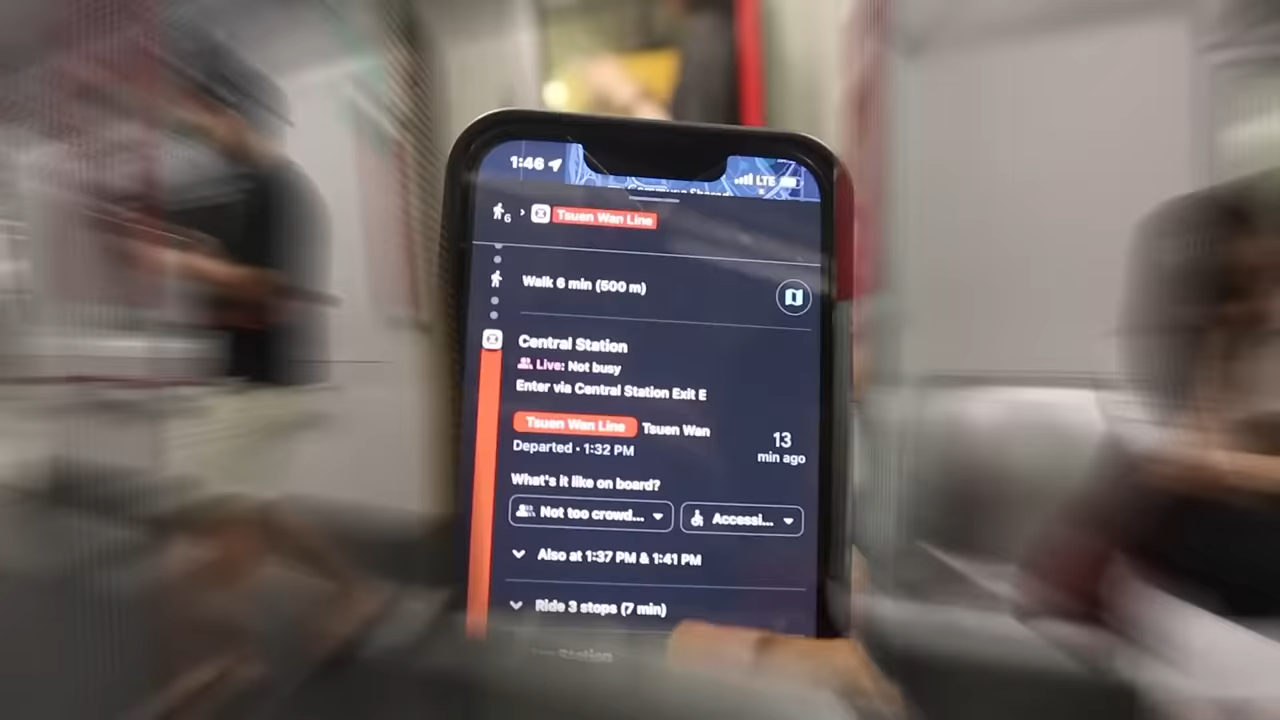 1:46
LTE
6 Tsuen Wan Line
Walk 6 min (500 m)
Central Station
Live: Not busy
Enter via Central Station Exit E
Tsuen Wan Line Tsuen Wan
Departed · 1:32 PM
13
min ago
What's it like on board?
Not too crowd... Accessi...
Also at 1:37 PM & 1:41 PM
Ride 3 stops (7 min)
Station